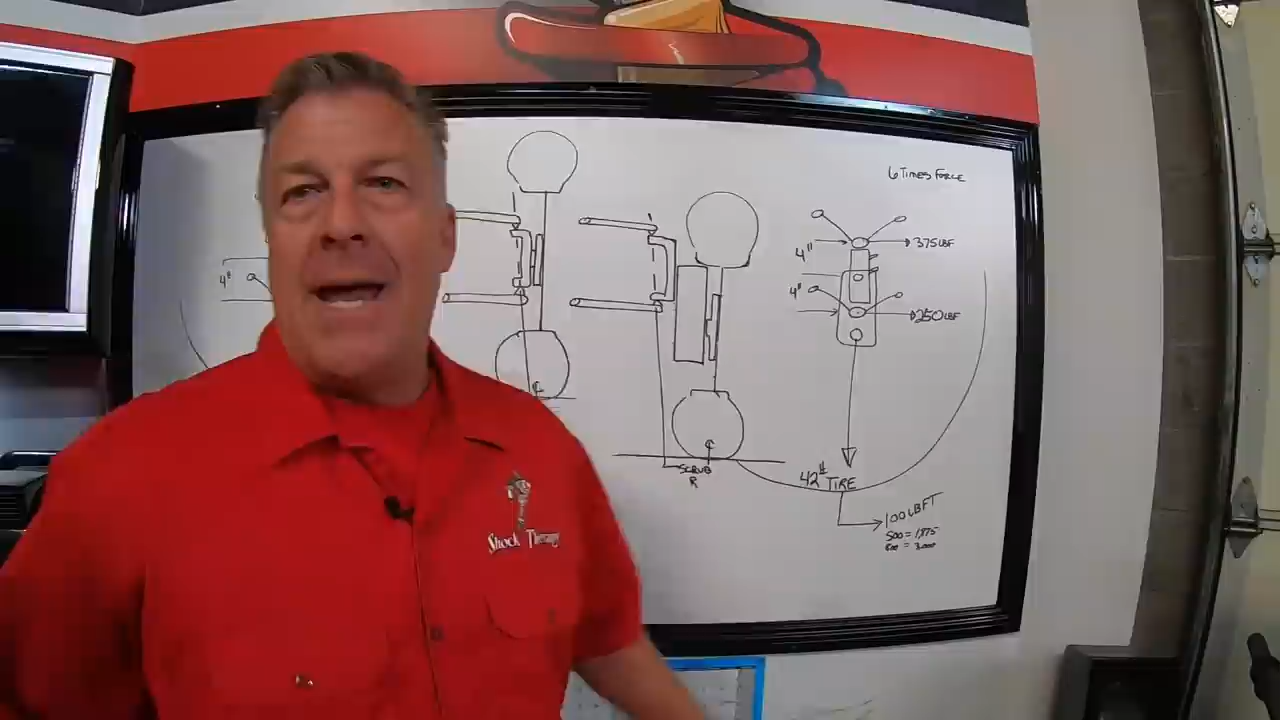 6 TIMES FORCE
4"
375LBF
4"
4"
250LBF
SCRUB
R
42" TIRE
100LBFT
500 = 1,875
600 = 3,000
Shock Therapy